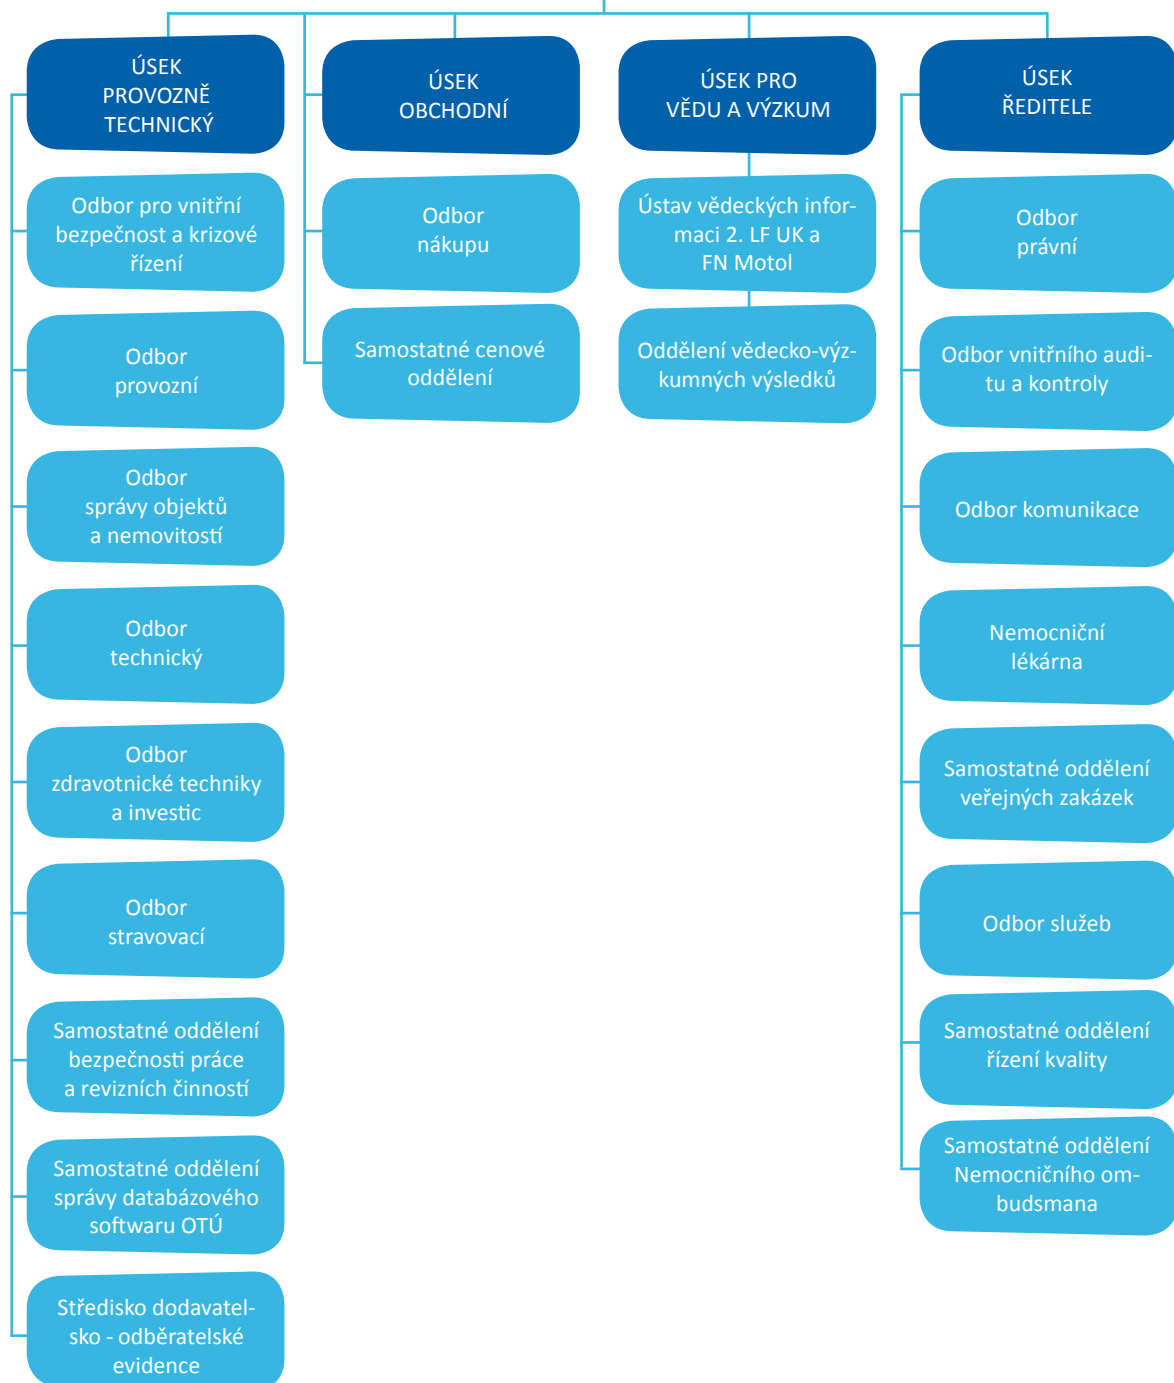 ÚSEK
PROVOZNĚ
TECHNICKÝ
Odbor pro vnitřní
bezpečnost a krizové
řízení
Odbor
provozní
Odbor
správy objektů
a nemovitostí
Odbor
technický
Odbor
zdravotnické techniky
a investic
Odbor
stravovací
Samostatné oddělení
bezpečnosti práce
a revizních činností
Samostatné oddělení
správy databázového
softwaru OTÚ
Středisko dodavatel-
sko - odběratelské
evidence
ÚSEK
OBCHODNÍ
Odbor
nákupu
Samostatné cenové
oddělení
ÚSEK PRO
VĚDU A VÝZKUM
Ústav vědeckých infor-
maci 2. LF UK a
FN Motol
Oddělení vědecko-výz-
kumných výsledků
ÚSEK
ŘEDITELE
Odbor
právní
Odbor vnitřního audi-
tu a kontroly
Odbor komunikace
Nemocniční
lékárna
Samostatné oddělení
veřejných zakázek
Odbor služeb
Samostatné oddělení
řízení kvality
Samostatné oddělení
Nemocničního om-
budsmana